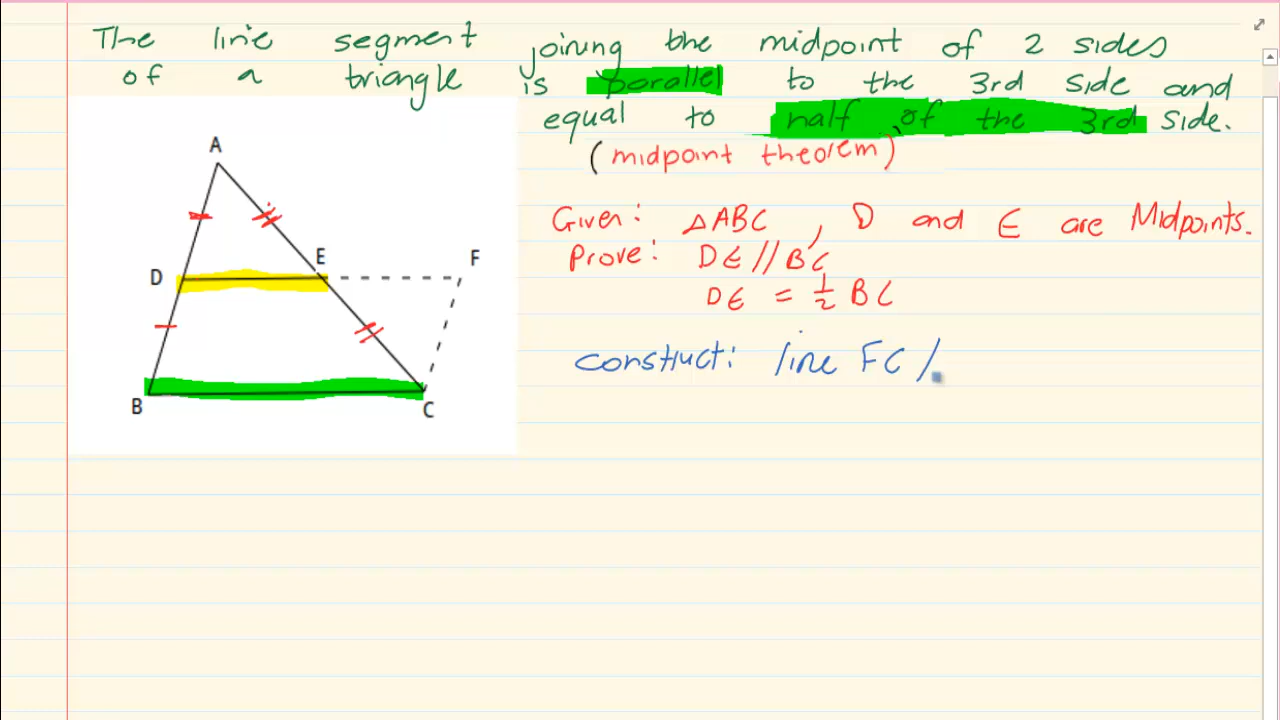 The line segment joining the midpoint of 2 sides
of a triangle is parallel to the 3rd side and
equal to half of the 3rd side.
(midpoint theorem)
A
Given: △ABC, D and E are Midpoints.
Prove: DE//BC
DE = 1/2 BC
D E F
construct: line FC /
B C